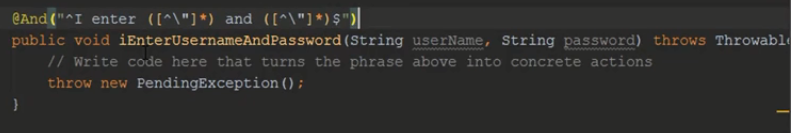 @And("^I enter ([^\"]*) and ([^\"]*)$")
public void iEnterUsernameAndPassword(String userName, String password) throws Throwabl
// Write code here that turns the phrase above into concrete actions
throw new PendingException();
}